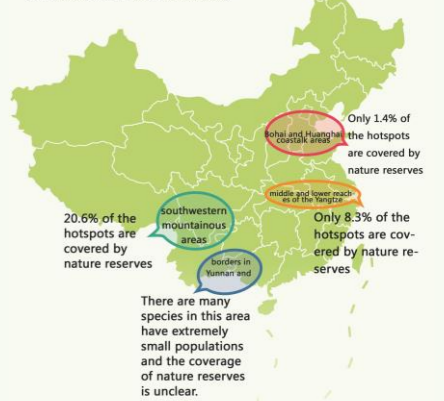 Only 1.4% of
the hotspots
are covered by
nature reserves
Bohai and Huanghai
coastalk areas
middle and lower reach-
es of the Yangtze
Only 8.3% of the
hotspots are cov-
ered by nature re-
serves
southwestern
mountainous
areas
20.6% of the
hotspots are
covered by
nature reserves
borders in
Yunnan and
There are many
species in this area
have extremely
small populations
and the coverage
of nature reserves
is unclear.